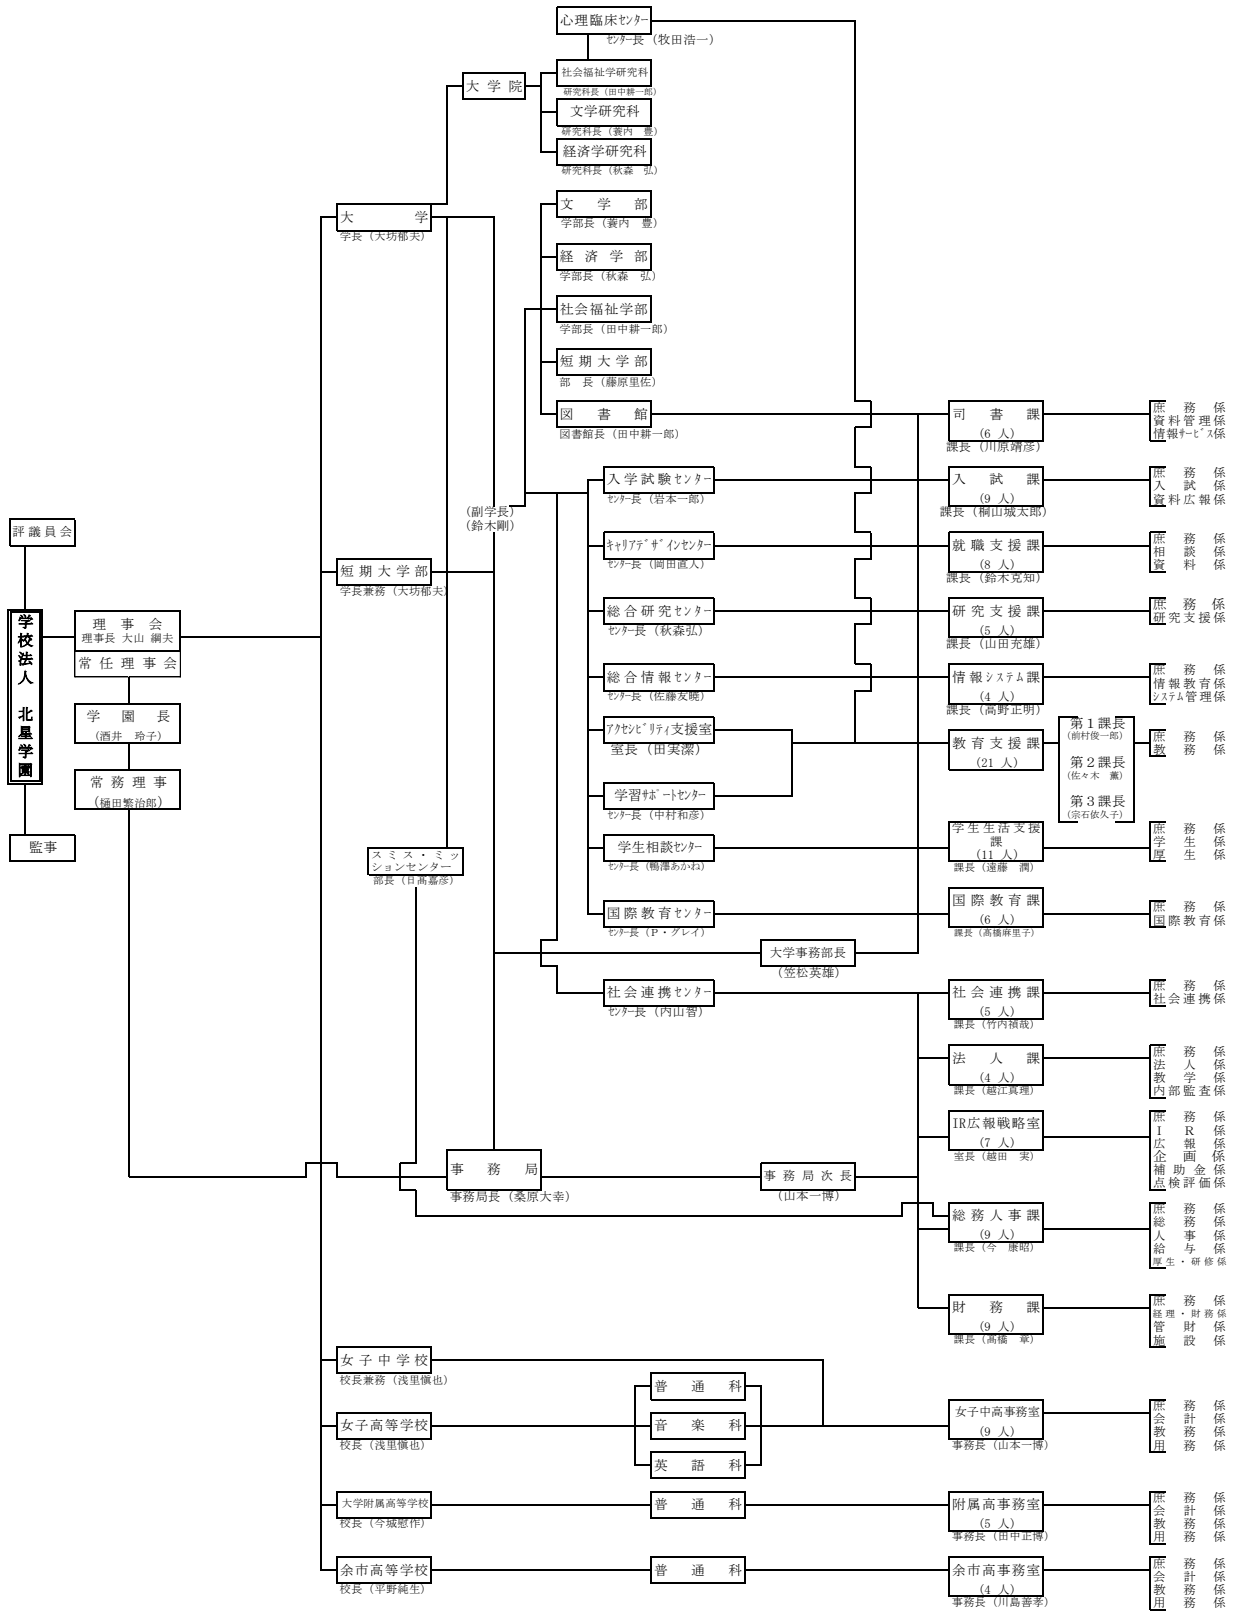 心理臨床ｾﾝﾀｰ
ｾﾝﾀｰ長（牧田浩一）
大学院
社会福祉学研究科
研究科長（田中耕一郎）
文学研究科
研究科長（蓑内　豊）
経済学研究科
研究科長（秋森　弘）
大学
学長（大坊郁夫）
文学部
学部長（蓑内　豊）
経済学部
学部長（秋森　弘）
社会福祉学部
学部長（田中耕一郎）
短期大学部
部　長（藤原里佐）
図書館
図書館長（田中耕一郎）
司書課
（6 人）
課長（川原靖彦）
庶務係
資料管理係
情報ｻｰﾋﾞｽ係
（副学長）
（鈴木剛）
入学試験ｾﾝﾀｰ
ｾﾝﾀｰ長（岩本一郎）
入試課
（9 人）
課長（桐山城太郎）
庶務係
入試係
資料広報係
ｷｬﾘｱﾃﾞｻﾞｲﾝｾﾝﾀｰ
ｾﾝﾀｰ長（岡田直人）
就職支援課
（8 人）
課長（鈴木克知）
庶務係
相談係
資料係
評議員会
短期大学部
学長兼務（大坊郁夫）
総合研究ｾﾝﾀｰ
ｾﾝﾀｰ長（秋森弘）
研究支援課
（5 人）
課長（山田充雄）
庶務係
研究支援係
学校法人　北星学園
理事会
理事長 大山 綱夫
常任理事会
総合情報ｾﾝﾀｰ
ｾﾝﾀｰ長（佐藤友暁）
情報ｼｽﾃﾑ課
（4 人）
課長（高野正明）
庶務係
情報教育係
ｼｽﾃﾑ管理係
学園長
（酒井　玲子）
ｱｸｾｼﾋﾞﾘﾃｨ支援室
室長（田実潔）
教育支援課
（21 人）
第１課長
（前村俊一郎）
第２課長
（佐々木　薫）
第３課長
（宗石依久子）
庶務係
教務係
常務理事
（樋田繁治郎）
学習ｻﾎﾟｰﾄｾﾝﾀｰ
ｾﾝﾀｰ長（中村和彦）
監事
スミス・ミッ
ションセンター
部長（日髙嘉彦）
学生相談ｾﾝﾀｰ
ｾﾝﾀｰ長（鴨澤あかね）
学生生活支援
課
（11 人）
課長（遠藤　潤）
庶務係
学生係
厚生係
国際教育ｾﾝﾀｰ
ｾﾝﾀｰ長（Ｐ・グレイ）
国際教育課
（6 人）
課長（高橋麻里子）
庶務係
国際教育係
大学事務部長
（笠松英雄）
社会連携ｾﾝﾀｰ
ｾﾝﾀｰ長（内山智）
社会連携課
（5 人）
課長（竹内禎哉）
庶務係
社会連携係
法人課
（4 人）
課長（越江真理）
庶務係
法人係
教学係
内部監査係
IR広報戦略室
（7 人）
室長（越田　実）
庶務係
ＩＲ係
広報係
企画係
補助金係
点検評価係
事務局
事務局長（桑原大幸）
事務局次長
（山本一博）
総務人事課
（9 人）
課長（今　康昭）
庶務係
総務係
人事係
給与係
厚生・研修係
財務課
（9 人）
課長（髙橋　章）
庶務係
経理・財務係
管財係
施設係
女子中学校
校長兼務（浅里愼也）
普通科
女子高等学校
校長（浅里愼也）
音楽科
英語科
女子中高事務室
（9 人）
事務長（山本一博）
庶務係
会計係
教務係
用務係
大学附属高等学校
校長（今城慰作）
普通科
附属高事務室
（5 人）
事務長（田中正博）
庶務係
会計係
教務係
用務係
余市高等学校
校長（平野純生）
普通科
余市高事務室
（4 人）
事務長（川島善孝）
庶務係
会計係
教務係
用務係